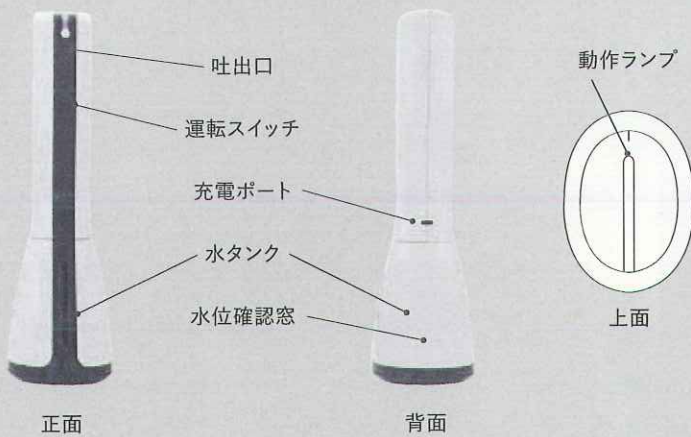 吐出口
運転スイッチ
充電ポート
水タンク
水位確認窓
動作ランプ
正面
背面
上面